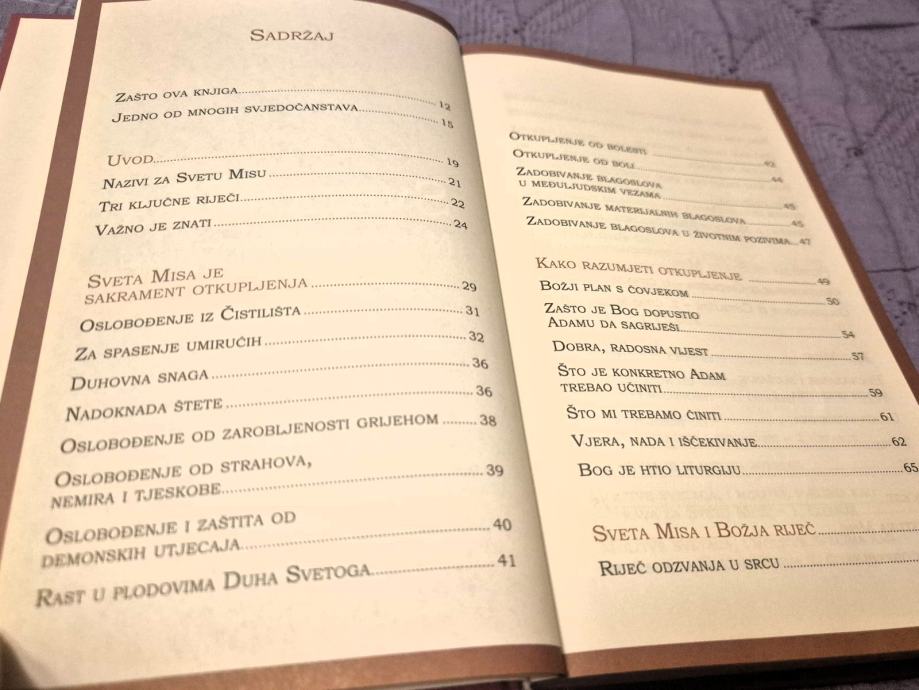 Sadržaj
Zašto ova knjiga 12
Jedno od mnogih svjedočanstava 15
Uvod 19
Nazivi za Svetu Misu 21
Tri ključne riječi 22
Važno je znati 24
Sveta Misa je
sakrament otkupljenja 29
Oslobođenje iz Čistilišta 31
Za spasenje umirućih 32
Duhovna snaga 36
Nadoknada štete 36
Oslobođenje od zarobljenosti grijehom 38
Oslobođenje od strahova,
nemira i tjeskobe 39
Oslobođenje i zaštita od
demonskih utjecaja 40
Rast u plodovima Duha Svetoga 41
Otkupljenje od bolesti 42
Otkupljenje od boli 44
Zadobivanje blagoslova
u međuljudskim vezama 45
Zadobivanje materijalnih blagoslova 45
Zadobivanje blagoslova u životnim pozivima 47
Kako razumjeti otkupljenje 49
Božji plan s čovjekom 50
Zašto je Bog dopustio
Adamu da sagriješi 54
Dobra, radosna vijest 57
Što je konkretno Adam
trebao učiniti 59
Što mi trebamo činiti 61
Vjera, nada i iščekivanje 62
Bog je htio liturgiju 65
Sveta Misa i Božja riječ
Riječ odzvanja u srcu